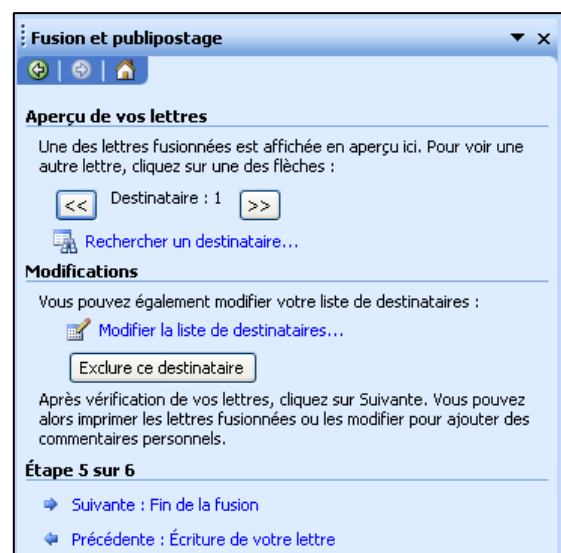 Fusion et publipostage
Aperçu de vos lettres
Une des lettres fusionnées est affichée en aperçu ici. Pour voir une
autre lettre, cliquez sur une des flèches :
<< Destinataire : 1 >>
Rechercher un destinataire...
Modifications
Vous pouvez également modifier votre liste de destinataires :
Modifier la liste de destinataires...
Exclure ce destinataire
Après vérification de vos lettres, cliquez sur Suivante. Vous pouvez
alors imprimer les lettres fusionnées ou les modifier pour ajouter des
commentaires personnels.
Étape 5 sur 6
Suivante : Fin de la fusion
Précédente : Écriture de votre lettre